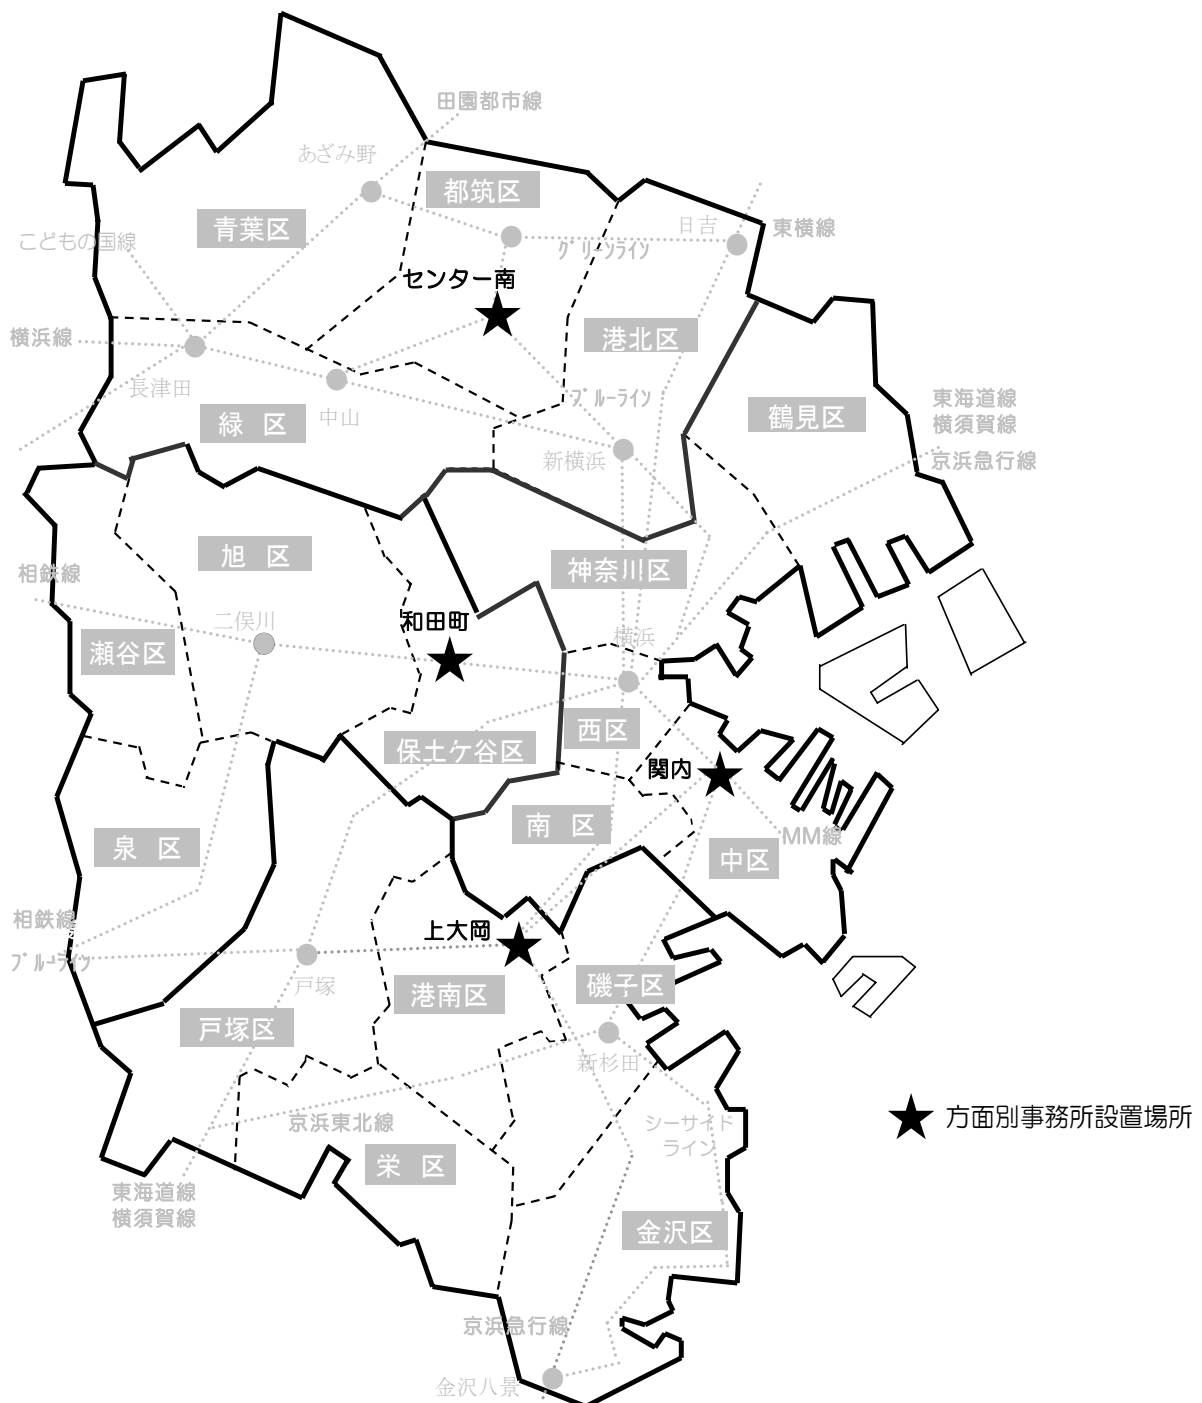 田園都市線
あざみ野
都筑区
青葉区
日吉
東横線
こどもの国線
グリーンライン
センター南
横浜線
港北区
長津田
中山
ブルーライン
東海道線
横須賀線
緑 区
鶴見区
新横浜
京浜急行線
旭 区
神奈川区
相鉄線
二俣川
和田町
横浜
瀬谷区
西区
保土ケ谷区
関内
南 区
MM線
泉 区
中区
相鉄線
上大岡
ブルーライン
戸塚
港南区
磯子区
戸塚区
新杉田
方面別事務所設置場所
京浜東北線
シーサイド
ライン
栄 区
東海道線
横須賀線
金沢区
京浜急行線
金沢八景